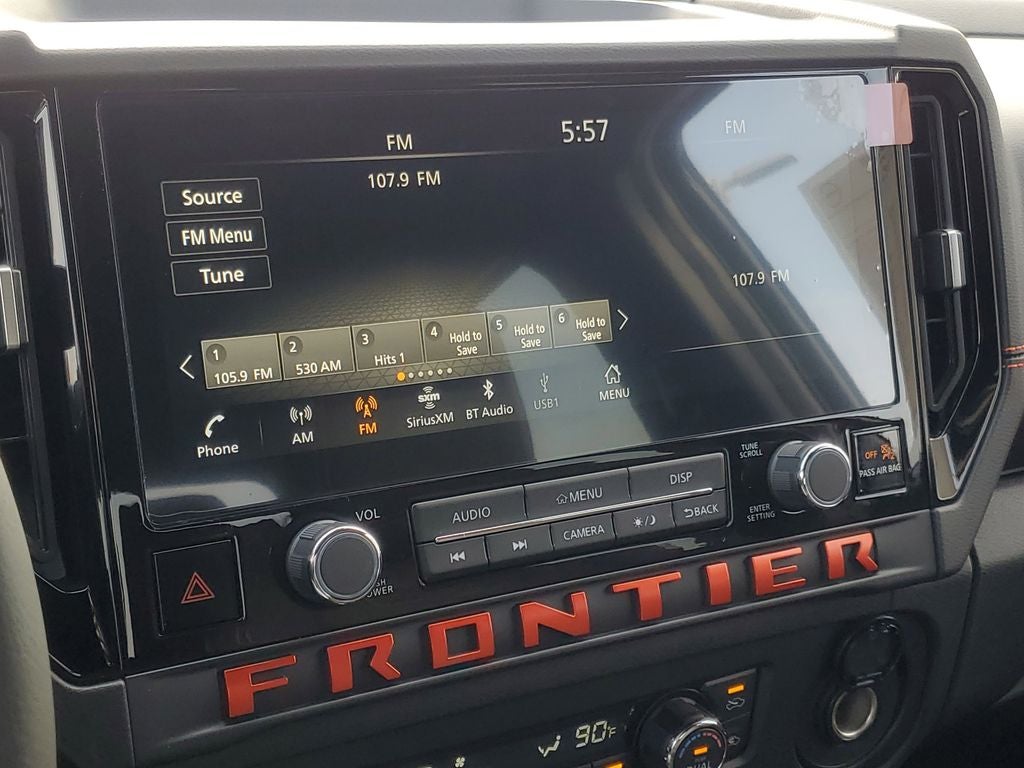 FM
5:57
FM
107.9 FM
Source
FM Menu
Tune
107.9 FM
1
105.9 FM
2
530 AM
3
Hits 1
4
Hold to
Save
5
Hold to
Save
6
Hold to
Save
Phone
AM
FM
sxm
SiriusXM
BT Audio
USB1
MENU
VOL
AUDIO
MENU
DISP
CAMERA
BACK
TUNE
SCROLL
ENTER
SETTING
OFF
PASS AIR BAG
FRONTIER
90°F
DUAL